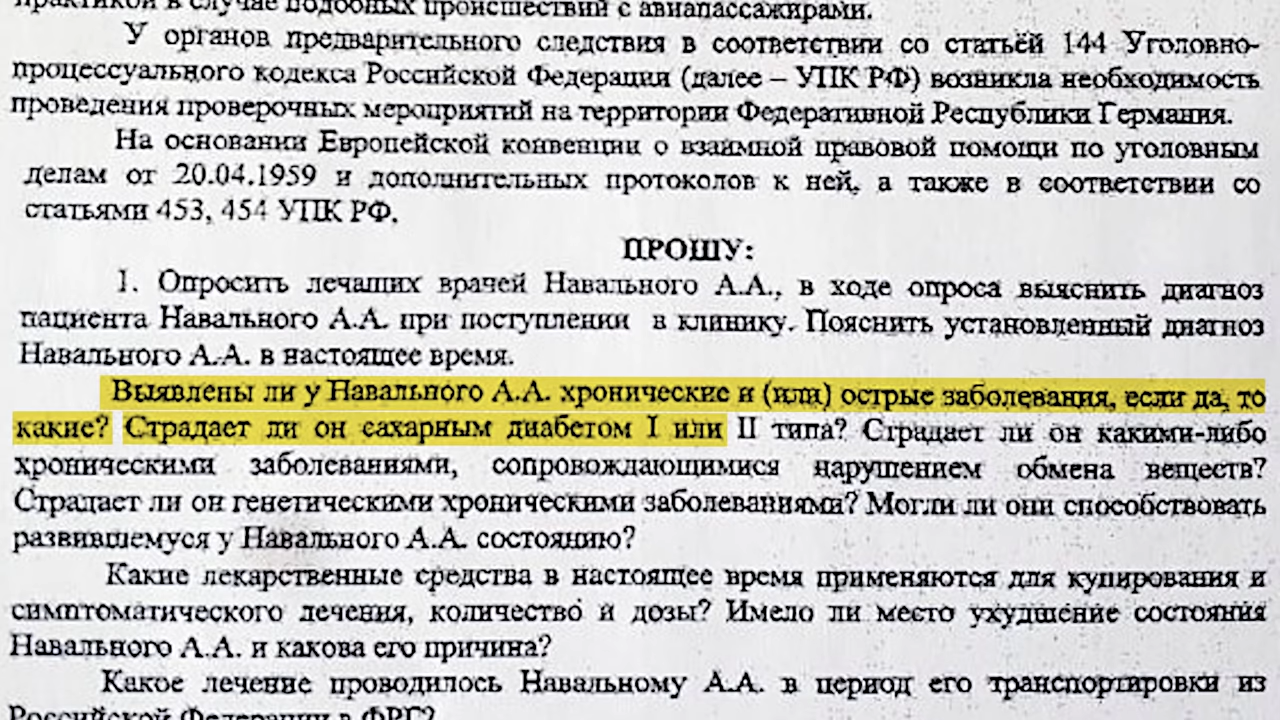 практикой в случае подобных происшествий с авиапассажирами.
У органов предварительного следствия в соответствии со статьёй 144 Уголовно-
процессуального кодекса Российской Федерации (далее – УПК РФ) возникла необходимость
проведения проверочных мероприятий на территории Федеративной Республики Германия.
На основании Европейской конвенции о взаимной правовой помощи по уголовным
делам от 20.04.1959 и дополнительных протоколов к ней, а также в соответствии со
статьями 453, 454 УПК РФ,
ПРОШУ:
1. Опросить лечащих врачей Навального А.А., в ходе опроса выяснить диагноз
пациента Навального А.А. при поступлении в клинику. Пояснить установленный диагноз
Навального А.А. в настоящее время.
Выявлены ли у Навального А.А. хронические и (или) острые заболевания, если да, то
какие? Страдает ли он сахарным диабетом I или II типа? Страдает ли он какими-либо
хроническими заболеваниями, сопровождающимися нарушением обмена веществ?
Страдает ли он генетическими хроническими заболеваниями? Могли ли они способствовать
развившемуся у Навального А.А. состоянию?
Какие лекарственные средства в настоящее время применяются для купирования и
симптоматического лечения, количество и дозы? Имело ли место ухудшение состояния
Навального А.А. и какова его причина?
Какое лечение проводилось Навальному А.А. в период его транспортировки из
Российской Федерации в ФРГ?